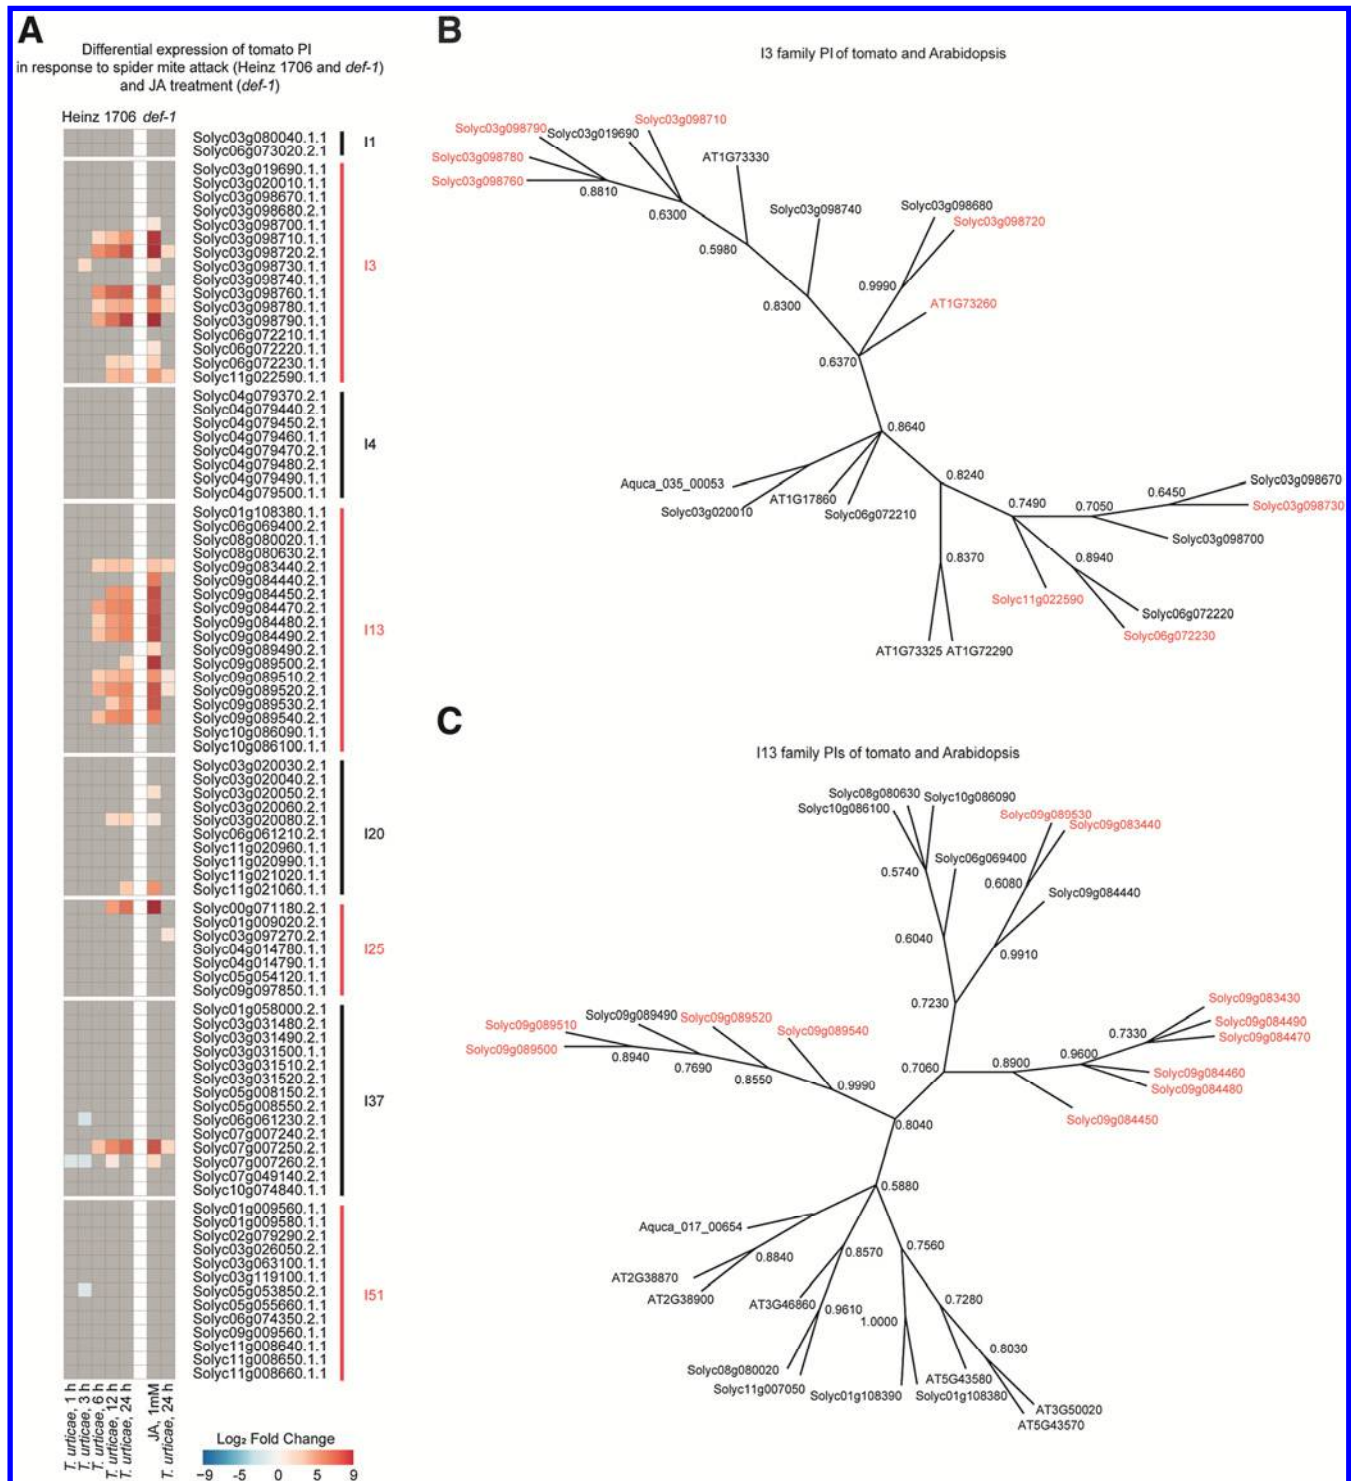 A
Differential expression of tomato PI
in response to spider mite attack (Heinz 1706 and def-1)
and JA treatment (def-1)
Heinz 1706 def-1
Solyc03g080040.1.1
Solyc06g073020.2.1
I1
Solyc03g019690.1.1
Solyc03g020010.1.1
Solyc03g098670.1.1
Solyc03g098680.2.1
Solyc03g098700.1.1
Solyc03g098710.1.1
Solyc03g098720.2.1
Solyc03g098730.1.1
Solyc03g098740.1.1
Solyc03g098760.1.1
Solyc03g098780.1.1
Solyc03g098790.1.1
Solyc06g072210.1.1
Solyc06g072220.1.1
Solyc06g072230.1.1
Solyc11g022590.1.1
I3
Solyc04g079370.2.1
Solyc04g079440.2.1
Solyc04g079450.2.1
Solyc04g079460.1.1
Solyc04g079470.2.1
Solyc04g079480.2.1
Solyc04g079490.1.1
Solyc04g079500.1.1
I4
Solyc01g108380.1.1
Solyc06g069400.2.1
Solyc08g080020.1.1
Solyc08g080630.2.1
Solyc09g083440.2.1
Solyc09g084440.2.1
Solyc09g084450.2.1
Solyc09g084470.2.1
Solyc09g084480.2.1
Solyc09g084490.2.1
Solyc09g089490.2.1
Solyc09g089500.2.1
Solyc09g089510.2.1
Solyc09g089520.2.1
Solyc09g089530.2.1
Solyc09g089540.2.1
Solyc10g086090.1.1
Solyc10g086100.1.1
I13
Solyc03g020030.2.1
Solyc03g020040.2.1
Solyc03g020050.2.1
Solyc03g020060.2.1
Solyc03g020080.2.1
Solyc06g061210.2.1
Solyc11g020960.1.1
Solyc11g020990.1.1
Solyc11g021020.1.1
Solyc11g021060.1.1
I20
Solyc00g071180.2.1
Solyc01g009020.2.1
Solyc03g097270.2.1
Solyc04g014780.1.1
Solyc04g014790.1.1
Solyc05g054120.1.1
Solyc09g097850.1.1
I25
Solyc01g058000.2.1
Solyc03g031480.2.1
Solyc03g031490.2.1
Solyc03g031500.1.1
Solyc03g031510.2.1
Solyc03g031520.2.1
Solyc05g008150.2.1
Solyc05g008550.2.1
Solyc06g061230.2.1
Solyc07g007240.2.1
Solyc07g007250.2.1
Solyc07g007260.2.1
Solyc07g049140.2.1
Solyc10g074840.1.1
I37
Solyc01g009560.1.1
Solyc01g009580.1.1
Solyc02g079290.2.1
Solyc03g026050.2.1
Solyc03g063100.1.1
Solyc03g119100.1.1
Solyc05g053850.2.1
Solyc05g055660.1.1
Solyc06g074350.2.1
Solyc09g009560.1.1
Solyc11g008640.1.1
Solyc11g008650.1.1
Solyc11g008660.1.1
I51
T. urticae, 1 h
T. urticae, 3 h
T. urticae, 6 h
T. urticae, 12 h
T. urticae, 24 h
JA, 1mM
T. urticae, 24 h
Log₂ Fold Change
−9 -5 0 5 9
B
I3 family PI of tomato and Arabidopsis
Solyc03g098790
Solyc03g019690
Solyc03g098710
Solyc03g098780
AT1G73330
Solyc03g098760
0.8810
0.6300
Solyc03g098740
Solyc03g098680
Solyc03g098720
0.5980
0.9990
0.8300
AT1G73260
0.6370
0.8640
0.8240
Aquca_035_00053
AT1G17860
Solyc03g020010
Solyc06g072210
0.7490
0.7050
0.6450
Solyc03g098670
Solyc03g098730
Solyc03g098700
0.8370
0.8940
Solyc11g022590
Solyc06g072220
Solyc06g072230
AT1G73325 AT1G72290
C
I13 family PIs of tomato and Arabidopsis
Solyc08g080630
Solyc10g086090
Solyc10g086100
Solyc09g089530
Solyc09g083440
Solyc06g069400
0.5740
0.6080
Solyc09g084440
0.6040
0.9910
0.7230
Solyc09g089510
Solyc09g089490
Solyc09g089520
Solyc09g089540
Solyc09g089500
0.8940
0.7690
0.8550
0.9990
0.7060
0.8900
0.9600
0.7330
Solyc09g083430
Solyc09g084490
Solyc09g084470
Solyc09g084460
Solyc09g084480
Solyc09g084450
0.8040
0.5880
Aquca_017_00654
0.8840
0.8570
0.7560
AT2G38870
AT2G38900
AT3G46860
0.9610
1.0000
0.7280
0.8030
Solyc08g080020
Solyc11g007050
Solyc01g108390
Solyc01g108380
AT5G43580
AT3G50020
AT5G43570